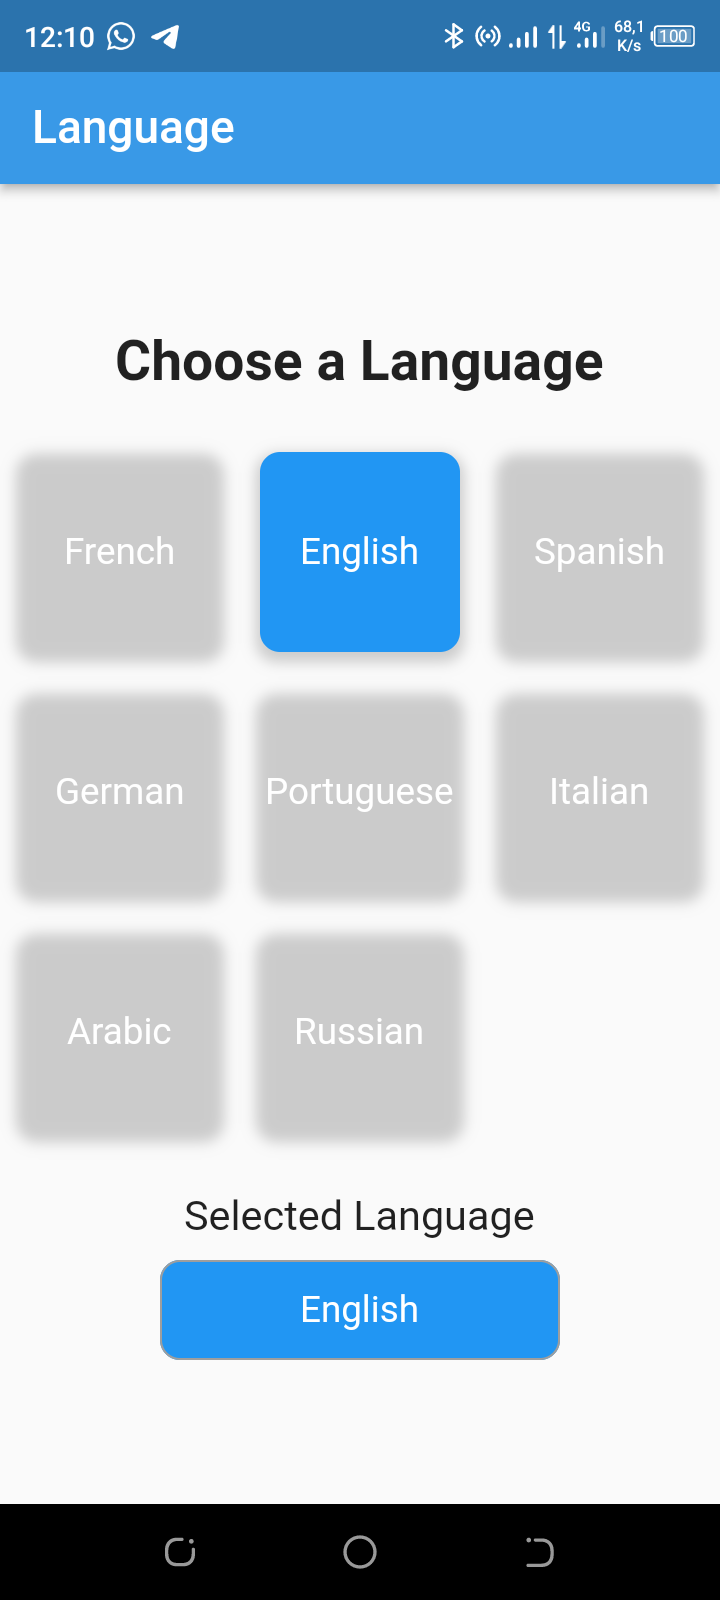 12:10 4G 68,1 K/s 100
Language
Choose a Language
French English Spanish
German Portuguese Italian
Arabic Russian
Selected Language
English